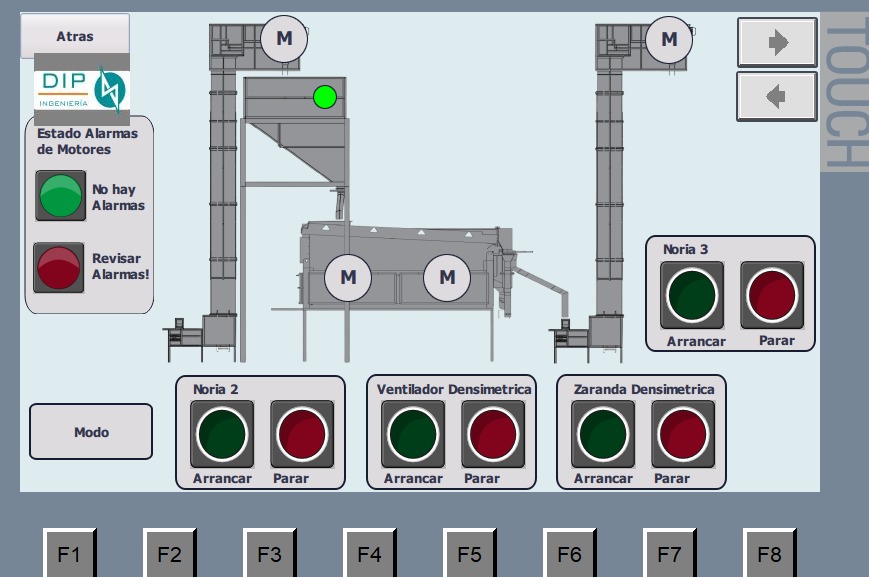 Atras
M
M
TOUCH
DIP
INGENIERÍA
Estado Alarmas
de Motores
No hay
Alarmas
Revisar
Alarmas!
M
M
Noria 3
Arrancar
Parar
Modo
Noria 2
Arrancar
Parar
Ventilador Densimetrica
Arrancar
Parar
Zaranda Densimetrica
Arrancar
Parar
F1
F2
F3
F4
F5
F6
F7
F8